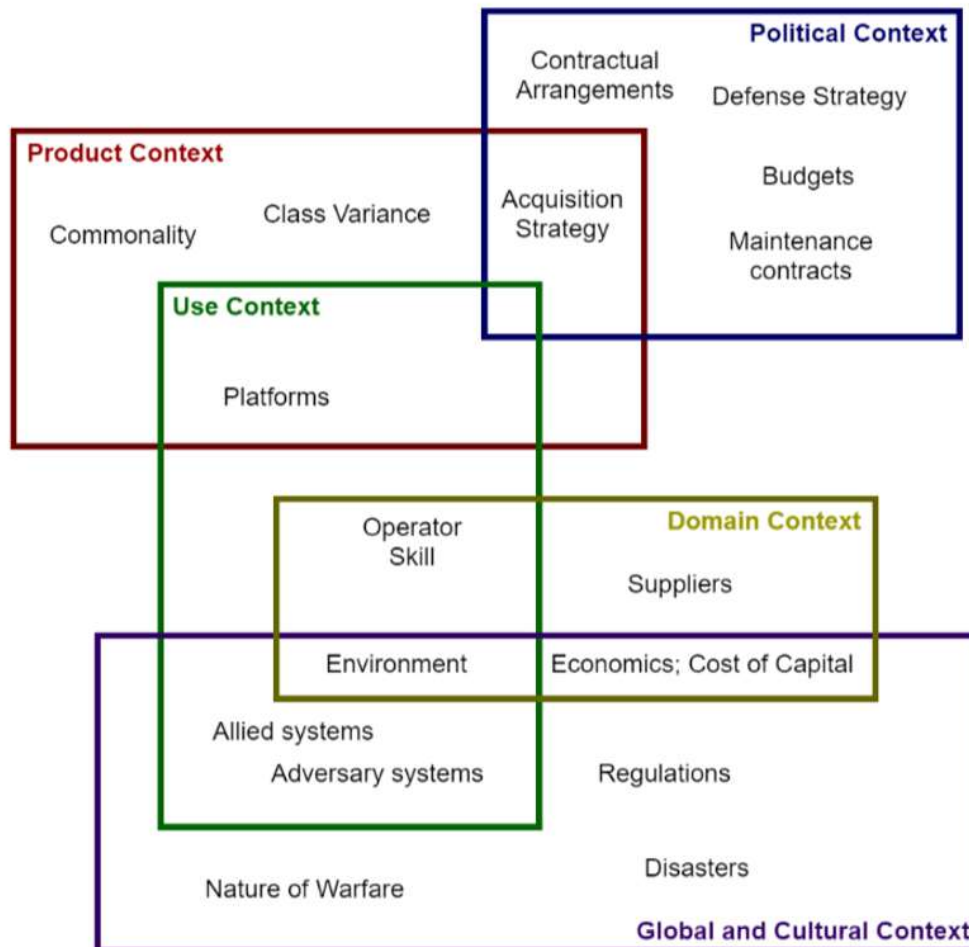 Political Context
Contractual
Arrangements
Defense Strategy
Product Context
Budgets
Class Variance
Acquisition
Strategy
Commonality
Maintenance
contracts
Use Context
Platforms
Operator
Skill
Domain Context
Suppliers
Environment
Economics; Cost of Capital
Allied systems
Adversary systems
Regulations
Nature of Warfare
Disasters
Global and Cultural Context